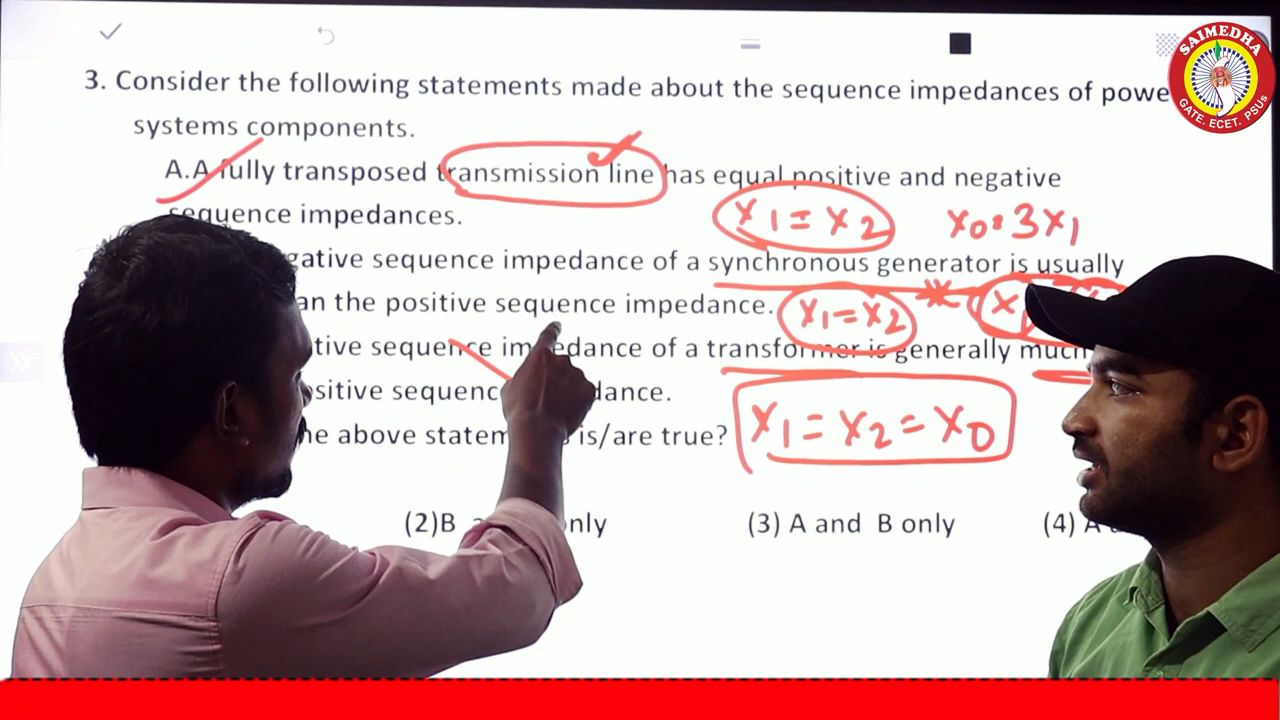 3. Consider the following statements made about the sequence impedances of powe
systems components.
A.A fully transposed transmission line has equal positive and negative
sequence impedances.
x1 = x2 x0 = 3x1
gative sequence impedance of a synchronous generator is usually
an the positive sequence impedance. x1 = x2
tive sequence impedance of a transformer is generally much
sitive sequenc dance.
x1 = x2 = x0
he above statem is/are true?
(2)B nly (3) A and B only (4) A
SAIMEDHA
GATE. ECET. PSUs